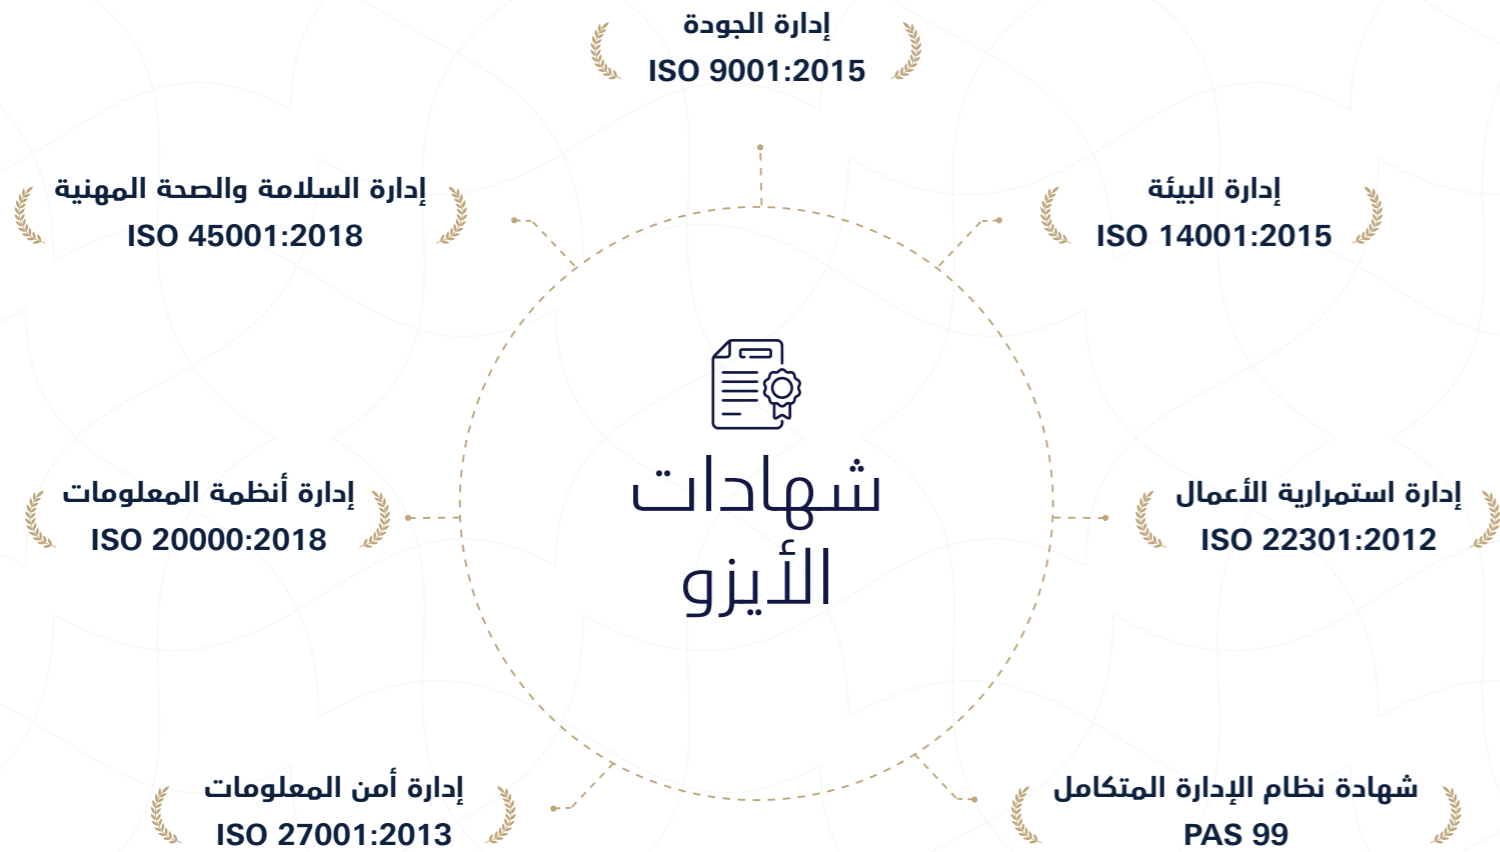 إدارة الجودة
ISO 9001:2015
إدارة البيئة
ISO 14001:2015
إدارة السلامة والصحة المهنية
ISO 45001:2018
شهادات
الأيزو
إدارة استمرارية الأعمال
ISO 22301:2012
إدارة أنظمة المعلومات
ISO 20000:2018
شهادة نظام الإدارة المتكامل
PAS 99
إدارة أمن المعلومات
ISO 27001:2013